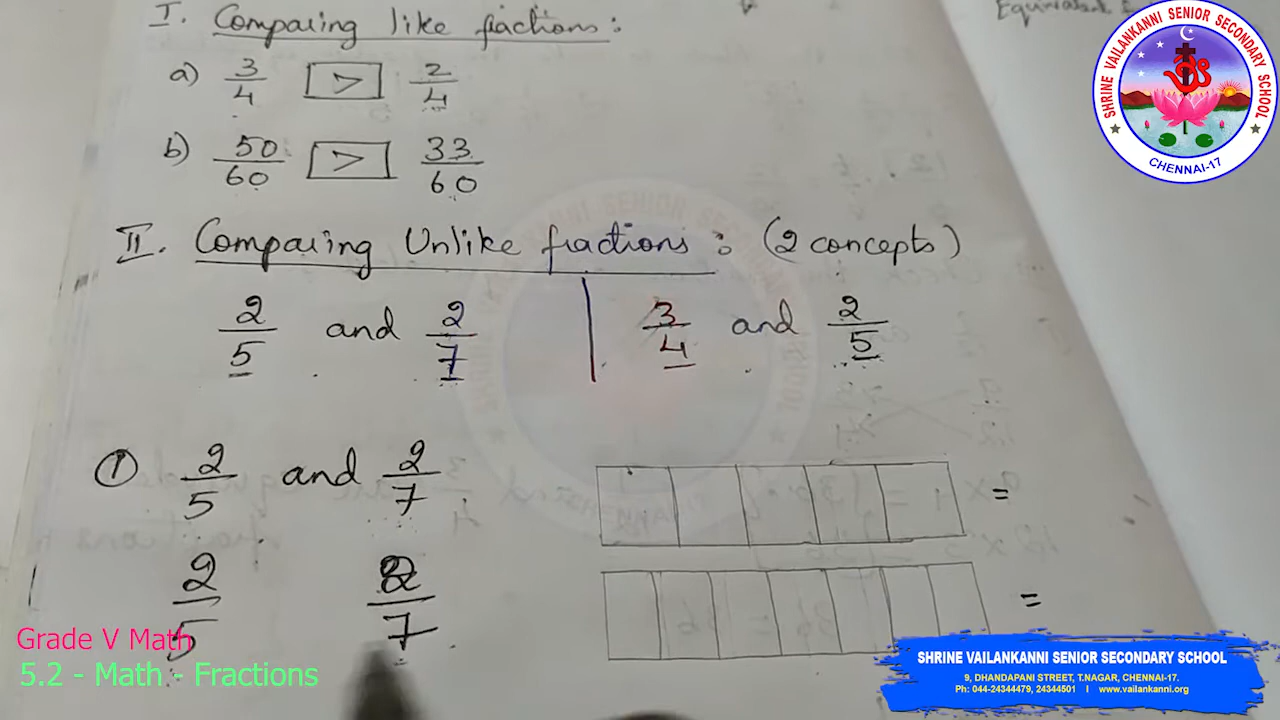 I. Comparing like fractions:
a) 3/4 > 2/4
b) 50/60 > 33/60
II. Comparing Unlike fractions: (2 concepts)
2/5 and 2/7 | 3/4 and 2/5
① 2/5 and 2/7
=
2/5 2/7
=
Grade V Math
5.2 - Math - Fractions
SHRINE VAILANKANNI SENIOR SECONDARY SCHOOL
CHENNAI-17
SHRINE VAILANKANNI SENIOR SECONDARY SCHOOL
9, DHANDAPANI STREET, T.NAGAR, CHENNAI-17.
Ph: 044-24344479, 24344501 I www.vailankanni.org